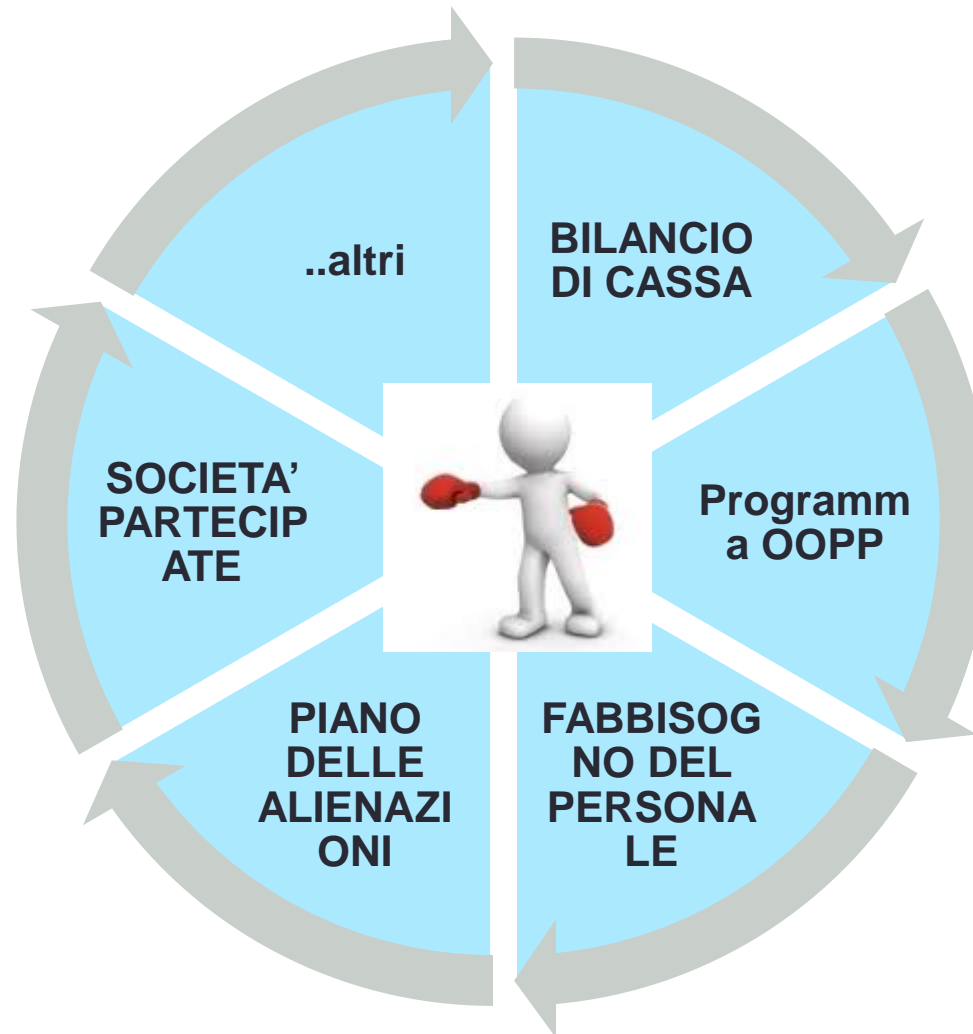 ..altri
BILANCIO
DI CASSA
Programm
a OOPP
FABBISOG
NO DEL
PERSONA
LE
PIANO
DELLE
ALIENAZI
ONI
SOCIETA’
PARTECIP
ATE